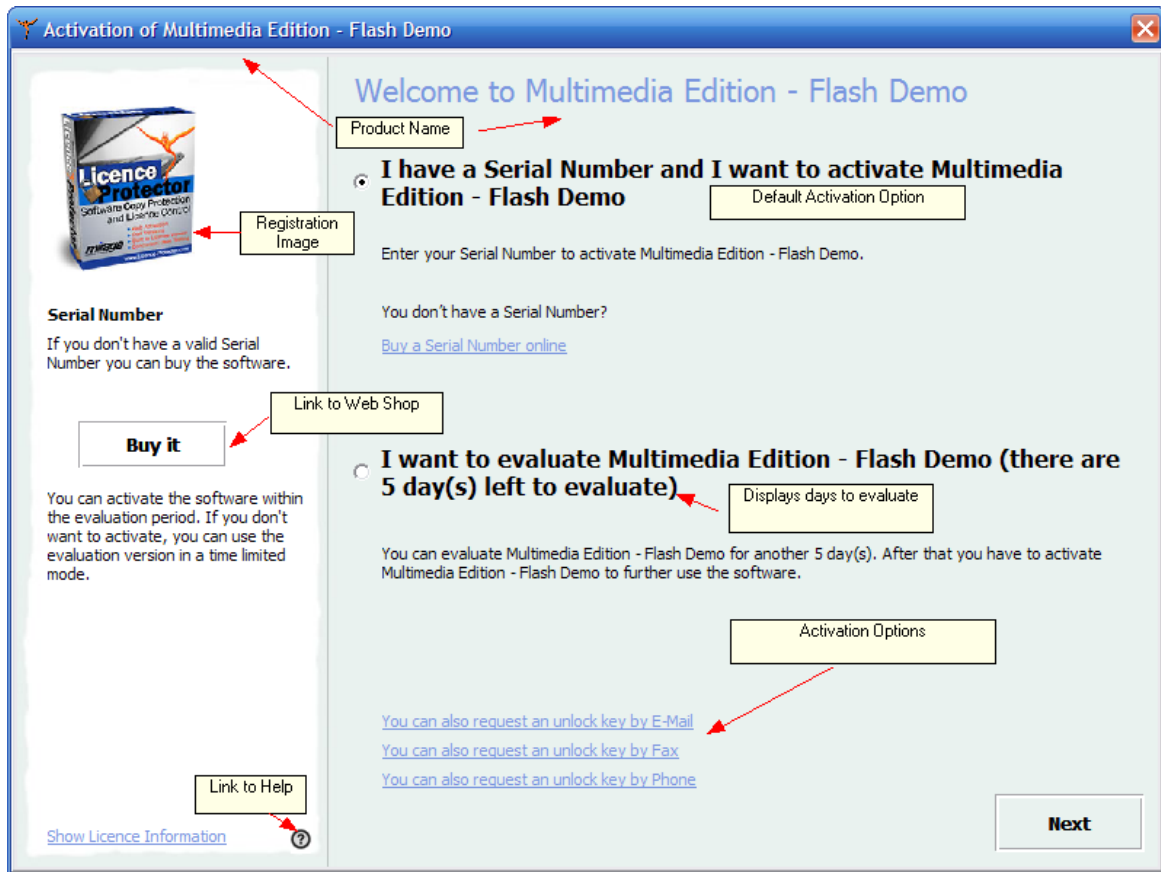 Activation of Multimedia Edition - Flash Demo
Welcome to Multimedia Edition - Flash Demo
Product Name
I have a Serial Number and I want to activate Multimedia
Edition - Flash Demo
Default Activation Option
Licence
Protector
Software Copy Protection
and Licence Control
Registration
Image
Enter your Serial Number to activate Multimedia Edition - Flash Demo.
Serial Number
You don't have a Serial Number?
If you don't have a valid Serial
Number you can buy the software.
Buy a Serial Number online
Link to Web Shop
Buy it
I want to evaluate Multimedia Edition - Flash Demo (there are
5 day(s) left to evaluate)
Displays days to evaluate
You can activate the software within
the evaluation period. If you don't
want to activate, you can use the
evaluation version in a time limited
mode.
You can evaluate Multimedia Edition - Flash Demo for another 5 day(s). After that you have to activate
Multimedia Edition - Flash Demo to further use the software.
Activation Options
You can also request an unlock key by E-Mail
You can also request an unlock key by Fax
You can also request an unlock key by Phone
Link to Help
Show Licence Information
?
Next